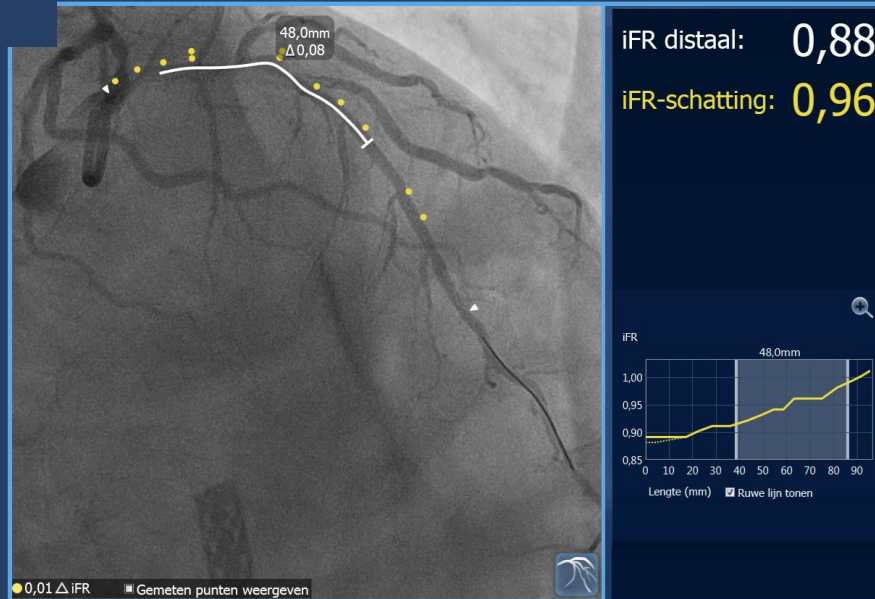 48,0mm
Δ0,08
iFR distaal: 0,88
iFR-schatting: 0,96
iFR
48,0mm
1,00
0,95
0,90
0,85
0 10 20 30 40 50 60 70 80 90
Lengte (mm) Ruwe lijn tonen
0,01 △ iFR Gemeten punten weergeven